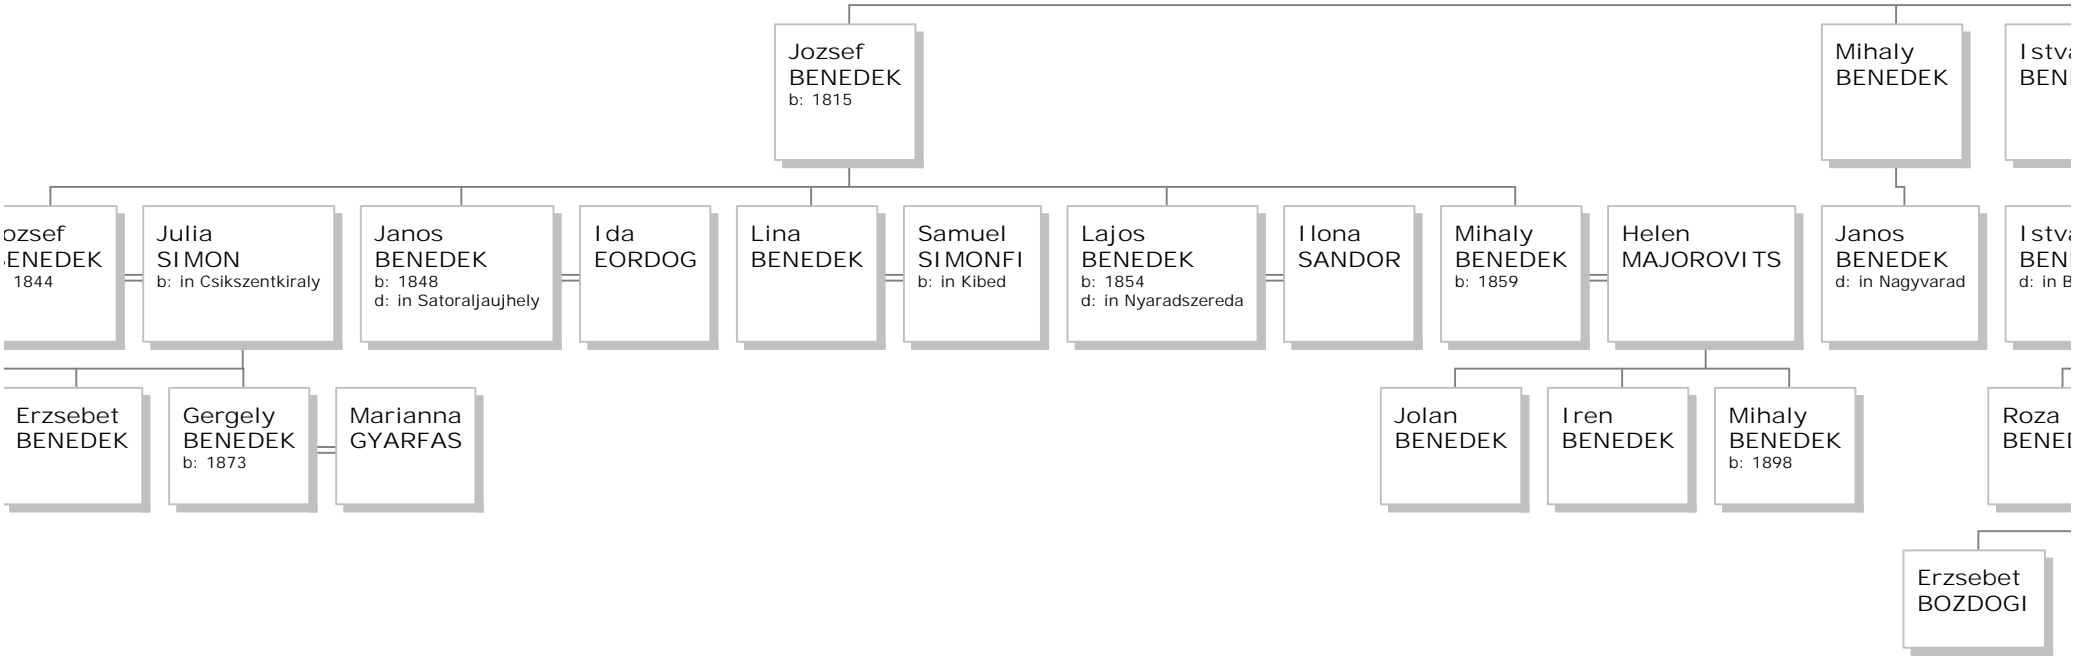 Jozsef
BENEDEK
b: 1815
Mihaly
BENEDEK
Julia
SIMON
b: in Csikszentkiraly
Janos
BENEDEK
b: 1848
d: in Satoraljaujhely
Ida
EORDOG
Lina
BENEDEK
Samuel
SIMONFI
b: in Kibed
Lajos
BENEDEK
b: 1854
d: in Nyaradszereda
Ilona
SANDOR
Mihaly
BENEDEK
b: 1859
Helen
MAJOROVITS
Janos
BENEDEK
d: in Nagyvarad
1844
d: in
Erzsebet
BENEDEK
Gergely
BENEDEK
b: 1873
Marianna
GYARFAS
Jolan
BENEDEK
Iren
BENEDEK
Mihaly
BENEDEK
b: 1898
Roza
Erzsebet
BOZDOGI